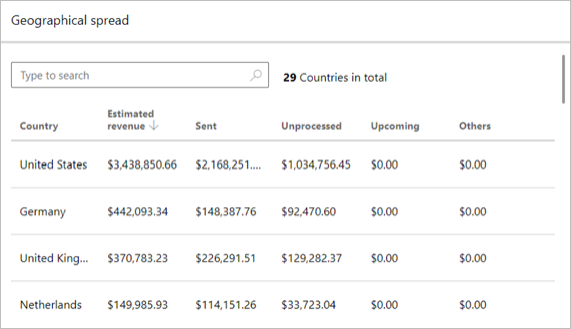 Geographical spread
Type to search
29 Countries in total
Country Estimated revenue Sent Unprocessed Upcoming Others
United States $3,438,850.66 $2,168,251.... $1,034,756.45 $0.00 $0.00
Germany $442,093.34 $148,387.76 $92,470.60 $0.00 $0.00
United King... $370,783.23 $226,291.51 $129,282.37 $0.00 $0.00
Netherlands $149,985.93 $114,151.26 $33,723.04 $0.00 $0.00